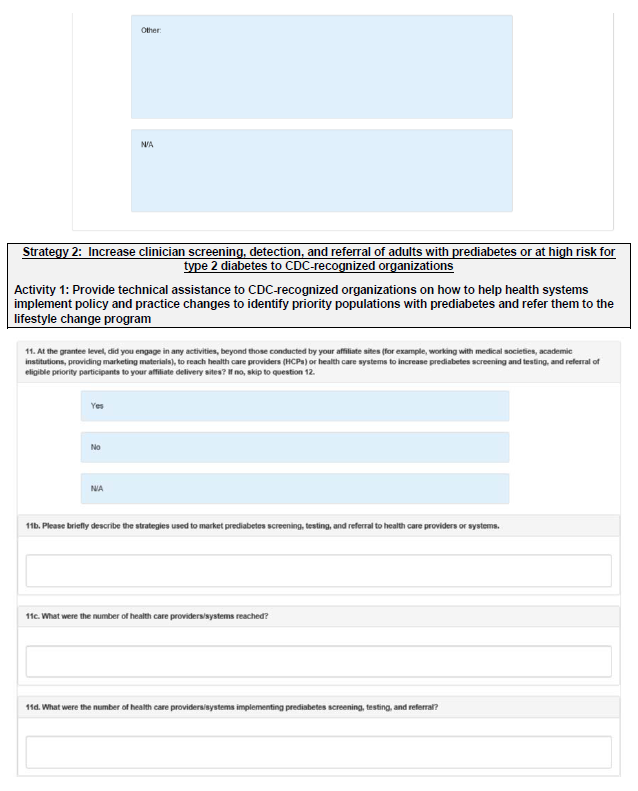 Other:
N/A
Strategy 2: Increase clinician screening, detection, and referral of adults with prediabetes or at high risk for
type 2 diabetes to CDC-recognized organizations
Activity 1: Provide technical assistance to CDC-recognized organizations on how to help health systems
implement policy and practice changes to identify priority populations with prediabetes and refer them to the
lifestyle change program
11. At the grantee level, did you engage in any activities, beyond those conducted by your affiliate sites (for example, working with medical societies, academic
institutions, providing marketing materials), to reach health care providers (HCPs) or health care systems to increase prediabetes screening and testing, and referral of
eligible priority participants to your affiliate delivery sites? If no, skip to question 12.
Yes
No
N/A
11b. Please briefly describe the strategies used to market prediabetes screening, testing, and referral to health care providers or systems.
11c. What were the number of health care providers/systems reached?
11d. What were the number of health care providers/systems implementing prediabetes screening, testing, and referral?